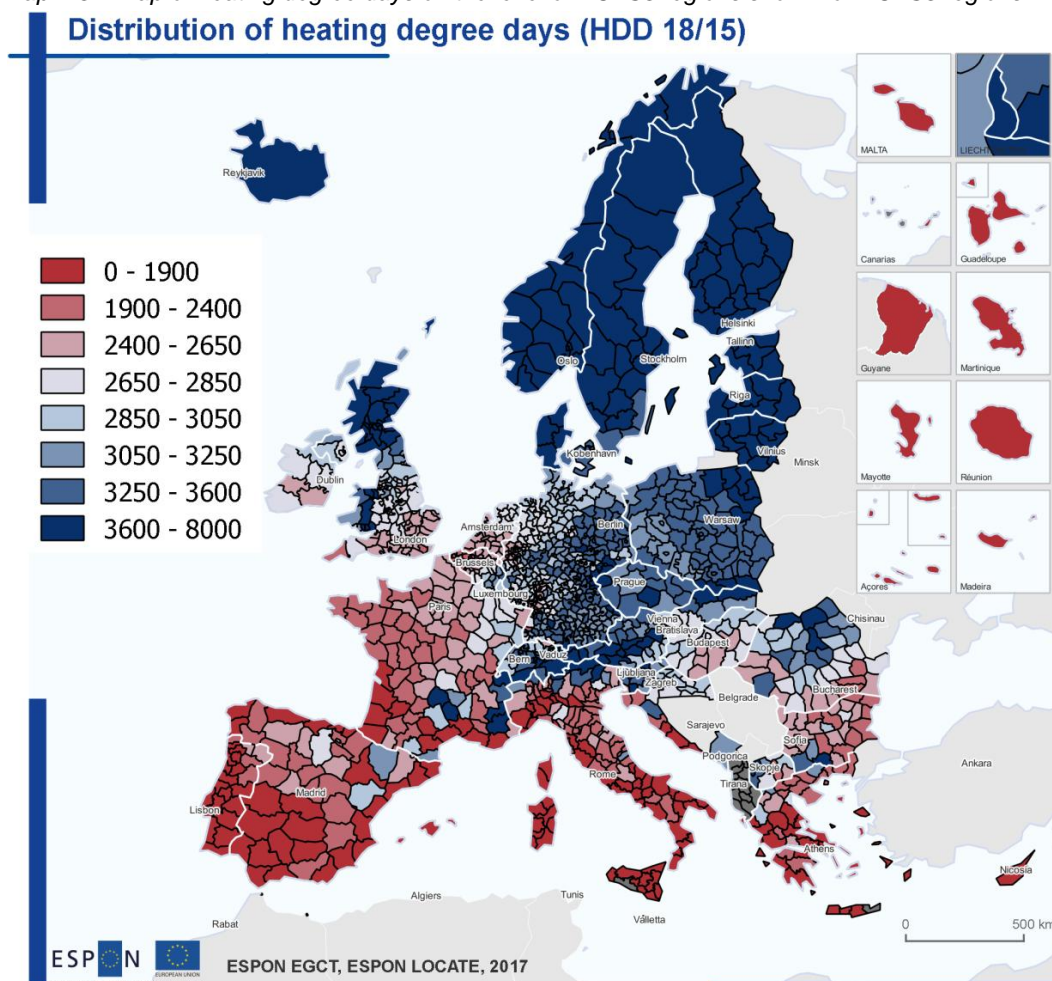 Distribution of heating degree days (HDD 18/15)
0 - 1900
1900 - 2400
2400 - 2650
2650 - 2850
2850 - 3050
3050 - 3250
3250 - 3600
3600 - 8000
Reykjavik
Oslo
Stockholm
Helsinki
Tallinn
Riga
Vilnius
Minsk
København
Dublin
London
Amsterdam
Brussels
Luxembourg
Paris
Berlin
Warsaw
Prague
Vienna
Bratislava
Budapest
Chisinau
Bern
Vaduz
Ljubljana
Zagreb
Belgrade
Bucharest
Sarajevo
Sofia
Podgorica
Skopje
Tirana
Rome
Madrid
Lisbon
Ankara
Athens
Nicosia
Algiers
Tunis
Rabat
Valletta
MALTA
Canarias
Guadeloupe
Guyane
Martinique
Mayotte
Réunion
Açores
Madeira
0 500 km
ESPON
EUROPEAN UNION
ESPON EGCT, ESPON LOCATE, 2017